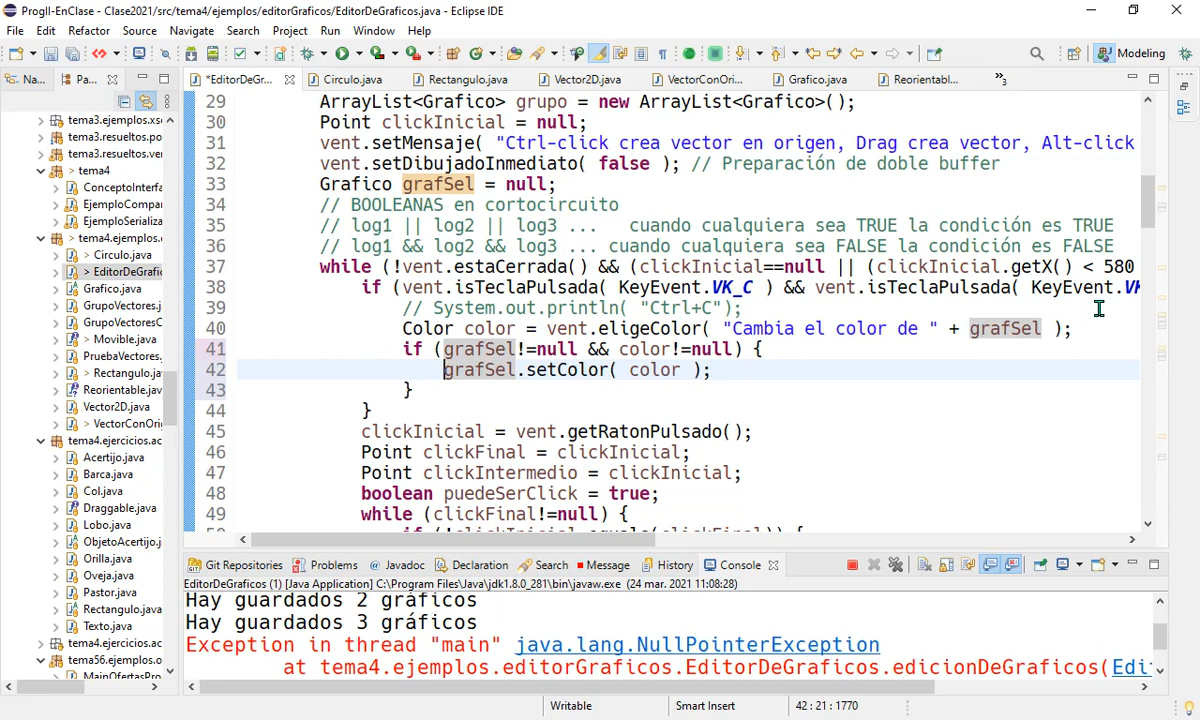 ProgII-EnClase - Clase2021/src/tema4/ejemplos/editorGraficos/EditorDeGraficos.java - Eclipse IDE
File Edit Refactor Source Navigate Search Project Run Window Help
Modeling
Na... Pa...
*EditorDeGr... Circulo.java Rectangulo.java Vector2D.java VectorConOri... Grafico.java Reorientabl... 3
tema3.ejemplos.xs
tema3.resueltos.po
tema3.resueltos.ver
> tema4
ConceptoInterfa
EjemploCompar
EjemploSerializa
> tema4.ejemplos.
> Circulo.java
> EditorDeGrafic
Grafico.java
GrupoVectores.j
GrupoVectoresC
> Movible.java
PruebaVectores.
> Rectangulo.ja
Reorientable.jav
Vector2D.java
> VectorConOri
tema4.ejercicios.ac
Acertijo.java
Barca.java
Col.java
Draggable.java
Lobo.java
ObjetoAcertijo.j
Orilla.java
Oveja.java
Pastor.java
Rectangulo.java
Texto.java
tema4.ejercicios.ac
tema56.ejemplos.o
MainOfertasPro
29 ArrayList<Grafico> grupo = new ArrayList<Grafico>();
30 Point clickInicial = null;
31 vent.setMensaje( "Ctrl-click crea vector en origen, Drag crea vector, Alt-click
32 vent.setDibujadoInmediato( false ); // Preparación de doble buffer
33 Grafico grafSel = null;
34 // BOOLEANAS en cortocircuito
35 // log1 || log2 || log3 ... cuando cualquiera sea TRUE la condición es TRUE
36 // log1 && log2 && log3 ... cuando cualquiera sea FALSE la condición es FALSE
37 while (!vent.estaCerrada() && (clickInicial==null || (clickInicial.getX() < 580
38 if (vent.isTeclaPulsada( KeyEvent.VK_C ) && vent.isTeclaPulsada( KeyEvent.VK
39 // System.out.println( "Ctrl+C");
40 Color color = vent.eligeColor( "Cambia el color de " + grafSel );
41 if (grafSel!=null && color!=null) {
42 grafSel.setColor( color );
43 }
44 }
45 clickInicial = vent.getRatonPulsado();
46 Point clickFinal = clickInicial;
47 Point clickIntermedio = clickInicial;
48 boolean puedeSerClick = true;
49 while (clickFinal!=null) {
Git Repositories Problems Javadoc Declaration Search Message History Console
EditorDeGraficos (1) [Java Application] C:\Program Files\Java\jdk1.8.0_281\bin\javaw.exe (24 mar. 2021 11:08:28)
Hay guardados 2 gráficos
Hay guardados 3 gráficos
Exception in thread "main" java.lang.NullPointerException
at tema4.ejemplos.editorGraficos.EditorDeGraficos.edicionDeGraficos(Edit
Writable Smart Insert 42 : 21 : 1770